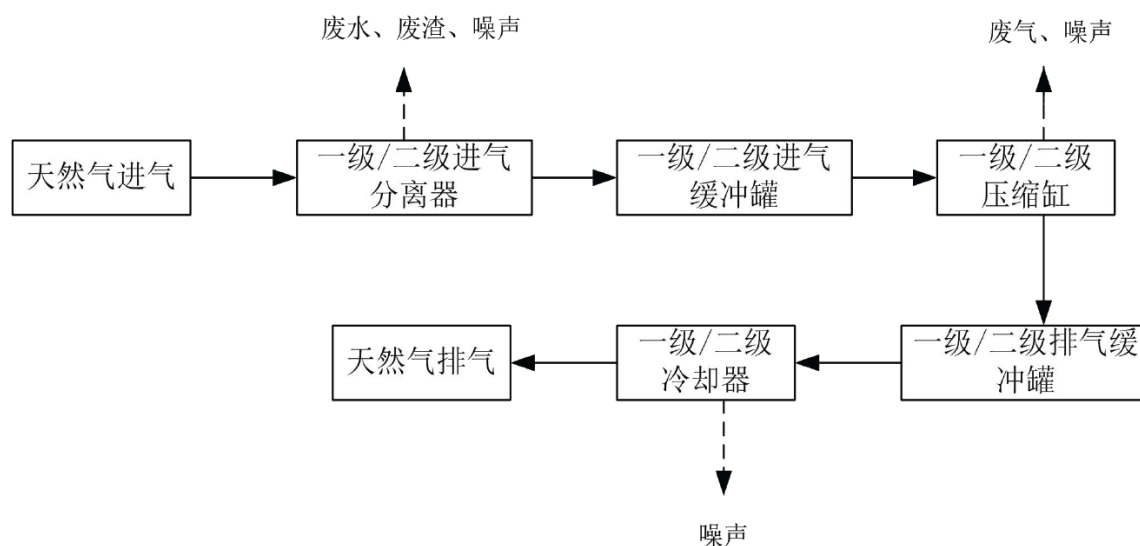 废水、废渣、噪声
废气、噪声
天然气进气
一级/二级进气
分离器
一级/二级进气
缓冲罐
一级/二级
压缩缸
天然气排气
一级/二级
冷却器
一级/二级排气缓
冲罐
噪声